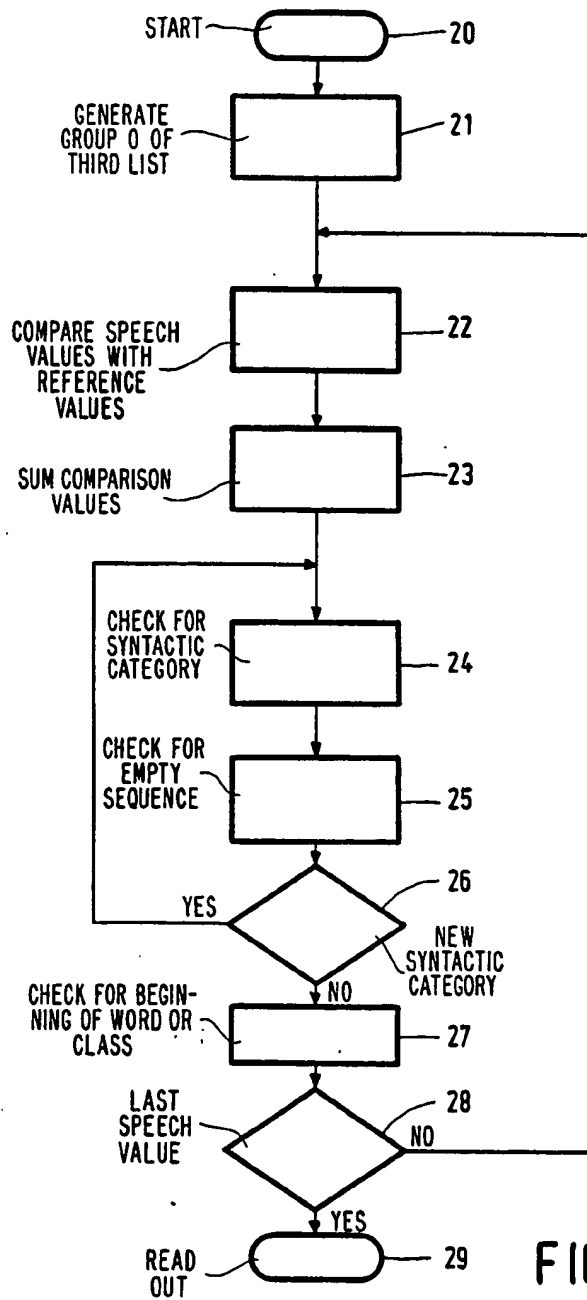 START
20
GENERATE
GROUP 0 OF
THIRD LIST
21
COMPARE SPEECH
VALUES WITH
REFERENCE
VALUES
22
SUM COMPARISON
VALUES
23
CHECK FOR
SYNTACTIC
CATEGORY
24
CHECK FOR
EMPTY
SEQUENCE
25
26
YES
NEW
SYNTACTIC
CATEGORY
NO
CHECK FOR BEGIN-
NING OF WORD OR
CLASS
27
LAST
SPEECH
VALUE
28
NO
YES
READ
OUT
29